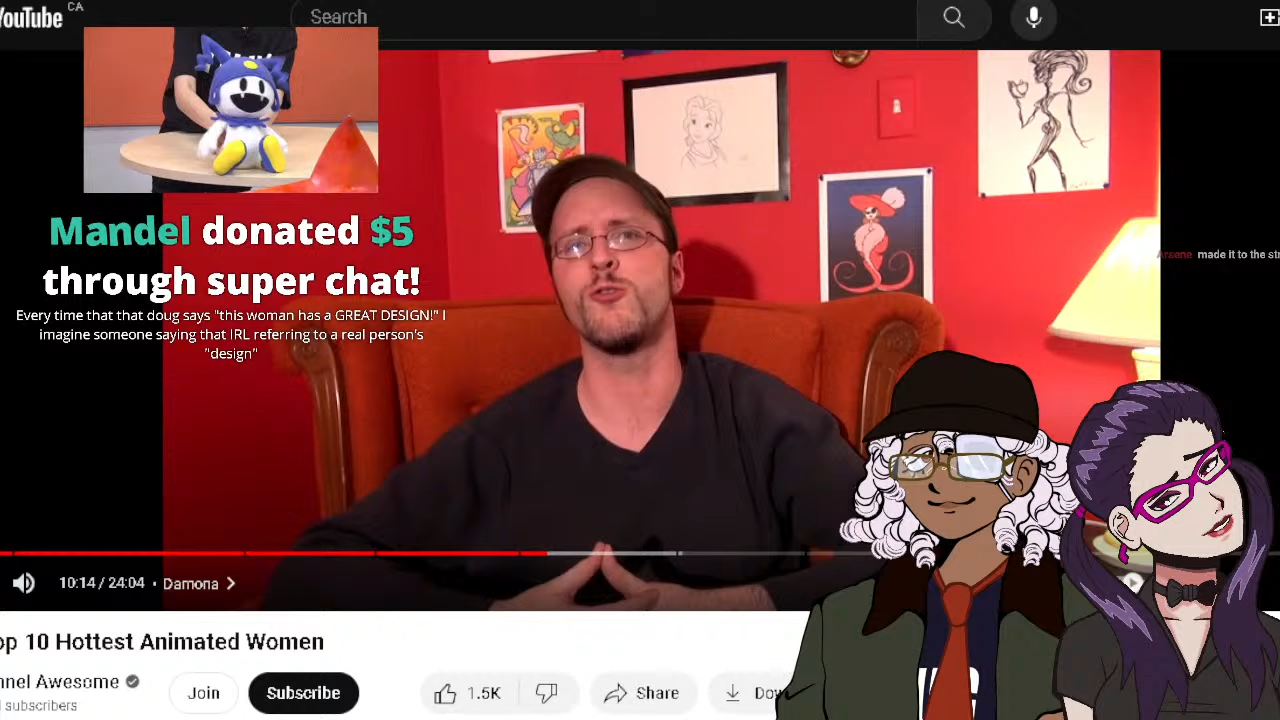 YouTube CA
Search
Mandel donated $5
through super chat!
Every time that that doug says "this woman has a GREAT DESIGN!" I
imagine someone saying that IRL referring to a real person's
"design"
Arsene made it to the str
10:14 / 24:04 • Damona
op 10 Hottest Animated Women
nnel Awesome
subscribers
Join
Subscribe
1.5K
Share
Dow